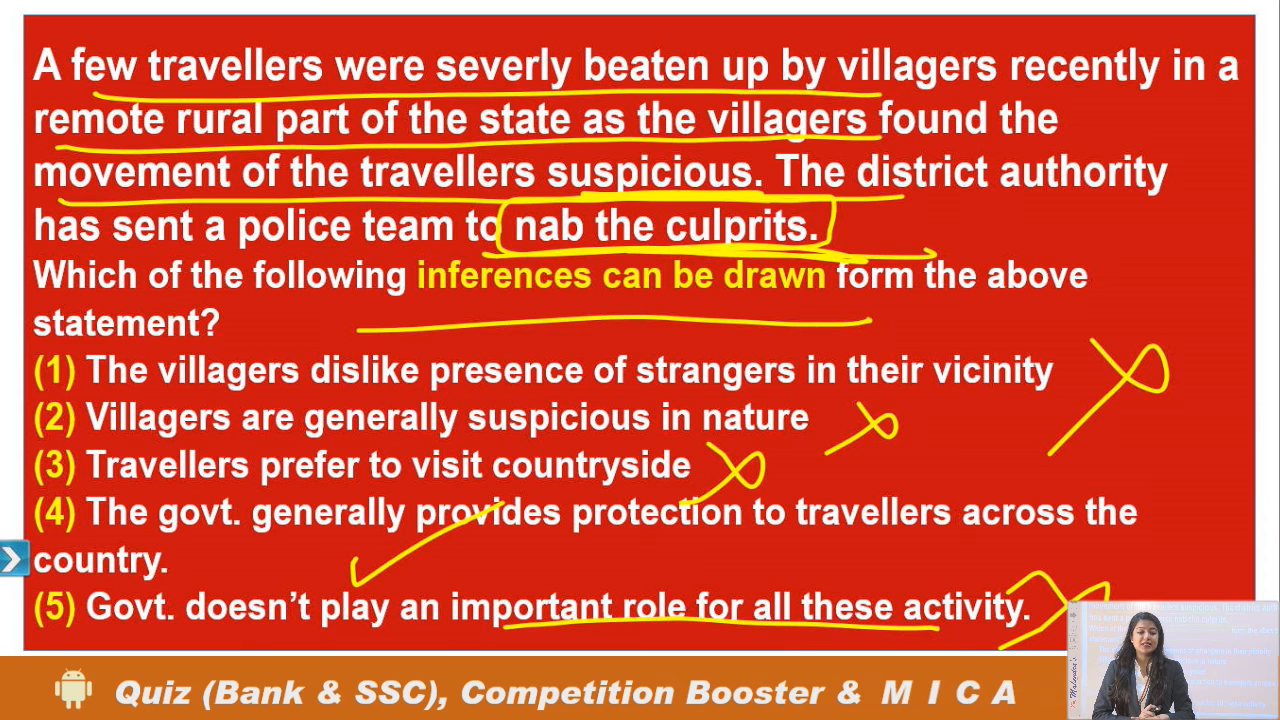 A few travellers were severly beaten up by villagers recently in a
remote rural part of the state as the villagers found the
movement of the travellers suspicious. The district authority
has sent a police team to nab the culprits.
Which of the following inferences can be drawn form the above
statement?
(1) The villagers dislike presence of strangers in their vicinity
(2) Villagers are generally suspicious in nature
(3) Travellers prefer to visit countryside
(4) The govt. generally provides protection to travellers across the
country.
(5) Govt. doesn't play an important role for all these activity.
Quiz (Bank & SSC), Competition Booster & M I C A